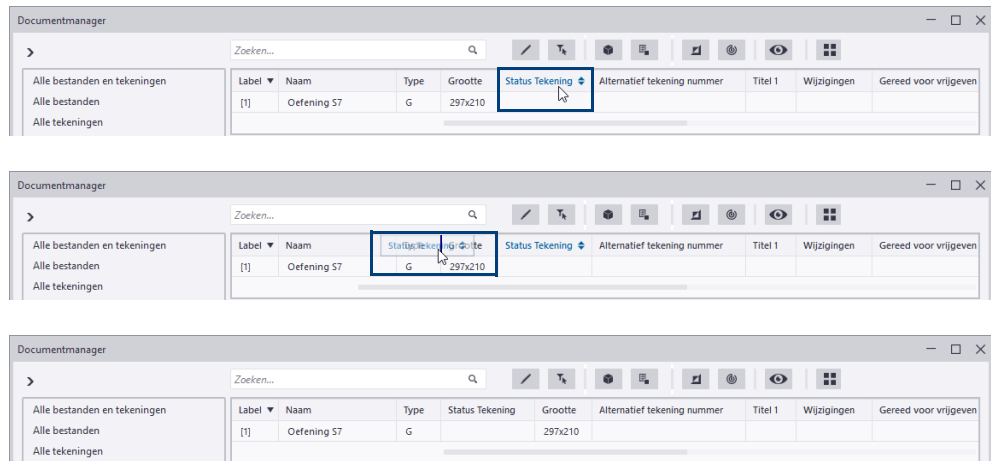 Documentmanager
Zoeken...
Alle bestanden en tekeningen
Alle bestanden
Alle tekeningen
Label Naam Type Grootte Status Tekening Alternatief tekening nummer Titel 1 Wijzigingen Gereed voor vrijgeven
[1] Oefening S7 G 297x210
Documentmanager
Zoeken...
Alle bestanden en tekeningen
Alle bestanden
Alle tekeningen
Label Naam Type Status Tekening Grootte Status Tekening Alternatief tekening nummer Titel 1 Wijzigingen Gereed voor vrijgeven
[1] Oefening S7 G 297x210
Documentmanager
Zoeken...
Alle bestanden en tekeningen
Alle bestanden
Alle tekeningen
Label Naam Type Status Tekening Grootte Alternatief tekening nummer Titel 1 Wijzigingen Gereed voor vrijgeven
[1] Oefening S7 G 297x210